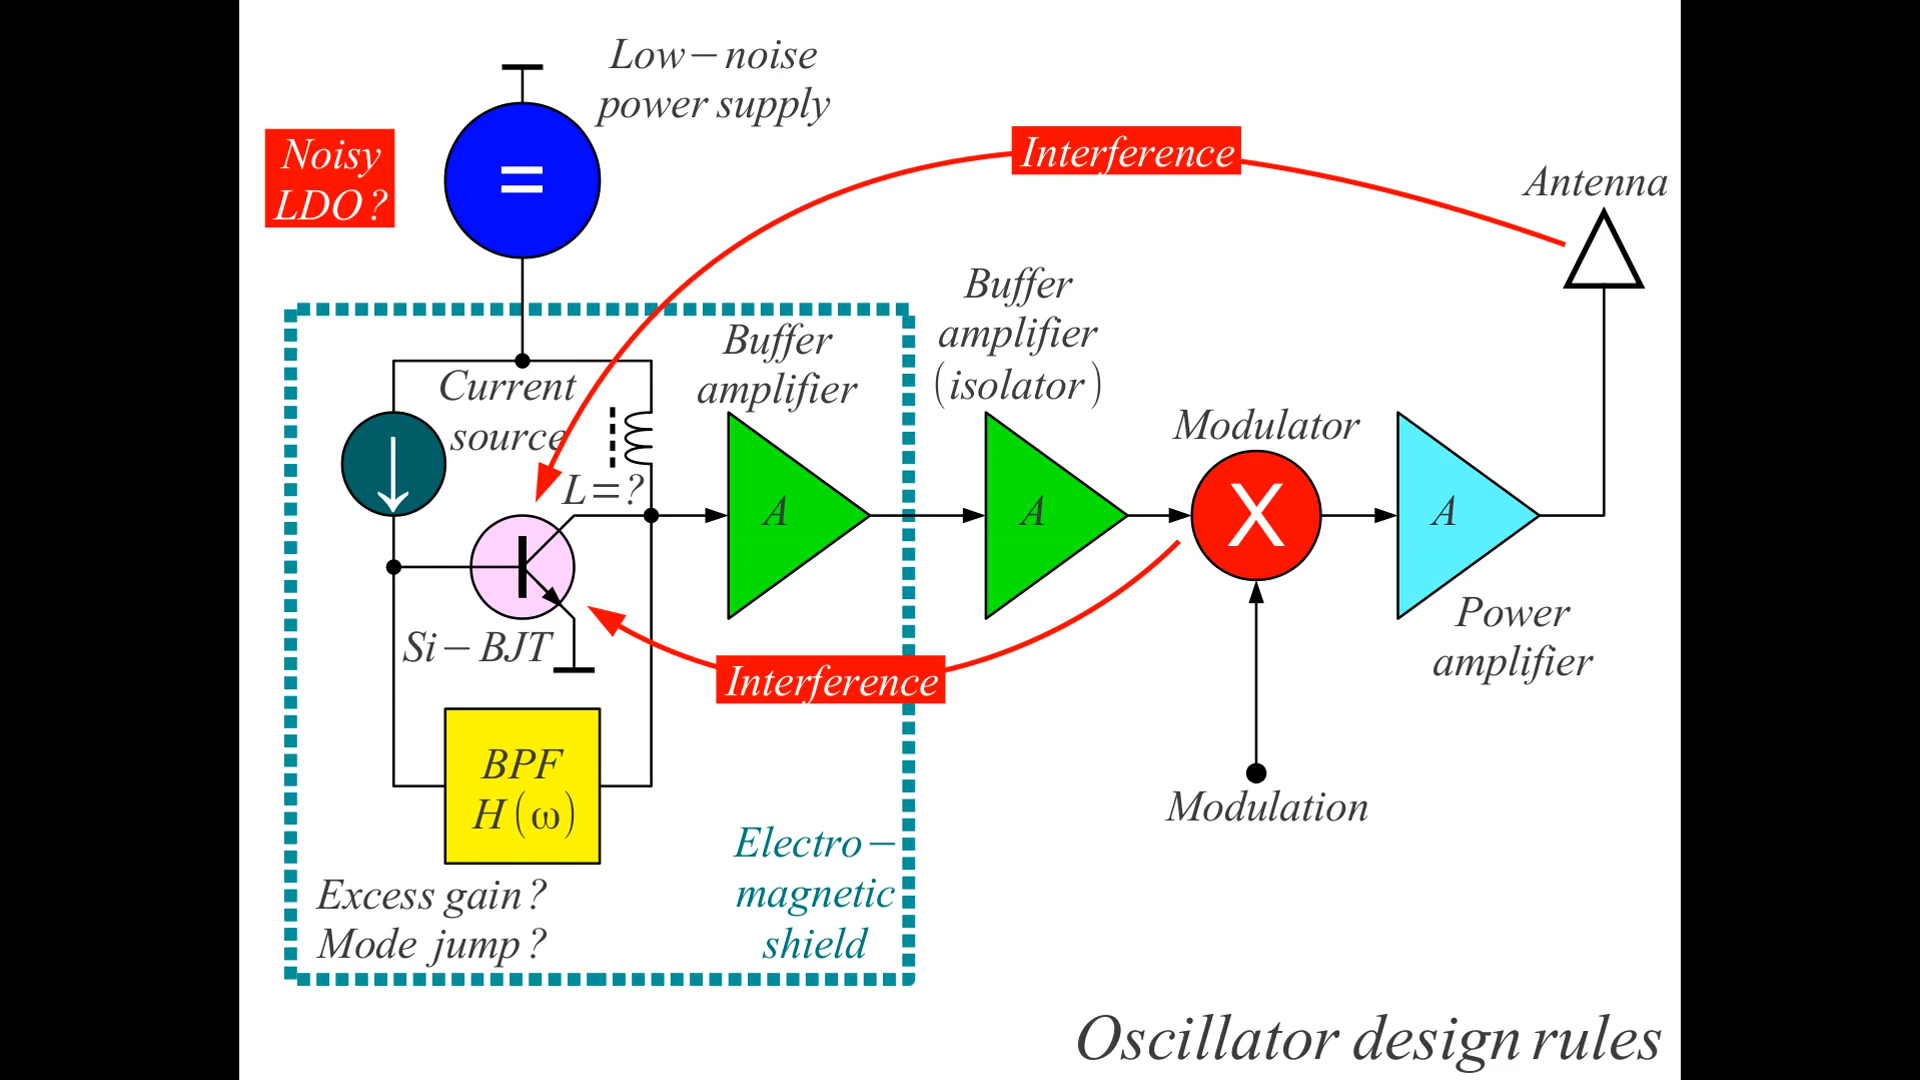 Low−noise
power supply
Noisy
LDO?
=
Interference
Antenna
Buffer
amplifier
(isolator)
Buffer
amplifier
Current
source
L=?
Modulator
A
A
X
A
Si−BJT
Interference
Power
amplifier
BPF
H(ω)
Modulation
Electro−
magnetic
shield
Excess gain?
Mode jump?
Oscillator design rules